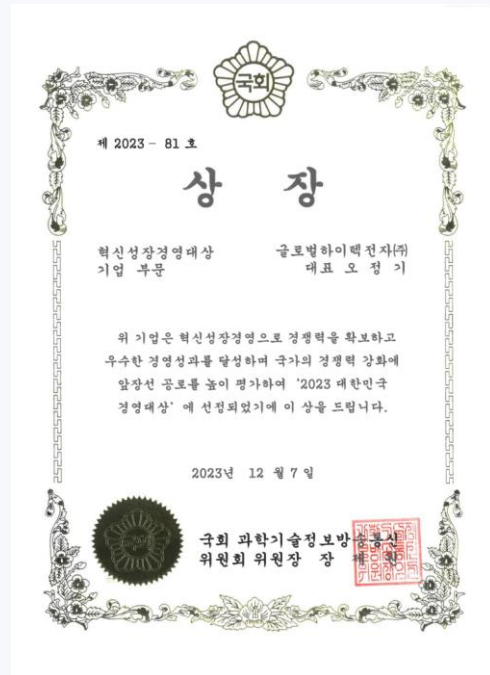 국회
제 2023 - 81 호
상 장
혁신성장경영대상 글로벌하이텍전자(주)
기업 부문 대표 오 정 기
위 기업은 혁신성장경영으로 경쟁력을 확보하고
우수한 경영성과를 달성하며 국가의 경쟁력 강화에
앞장선 공로를 높이 평가하여 '2023 대한민국
경영대상' 에 선정되었기에 이 상을 드립니다.
2023년 12 월 7 일
국회 과학기술정보방송통신
위원회 위원장 장 제 원